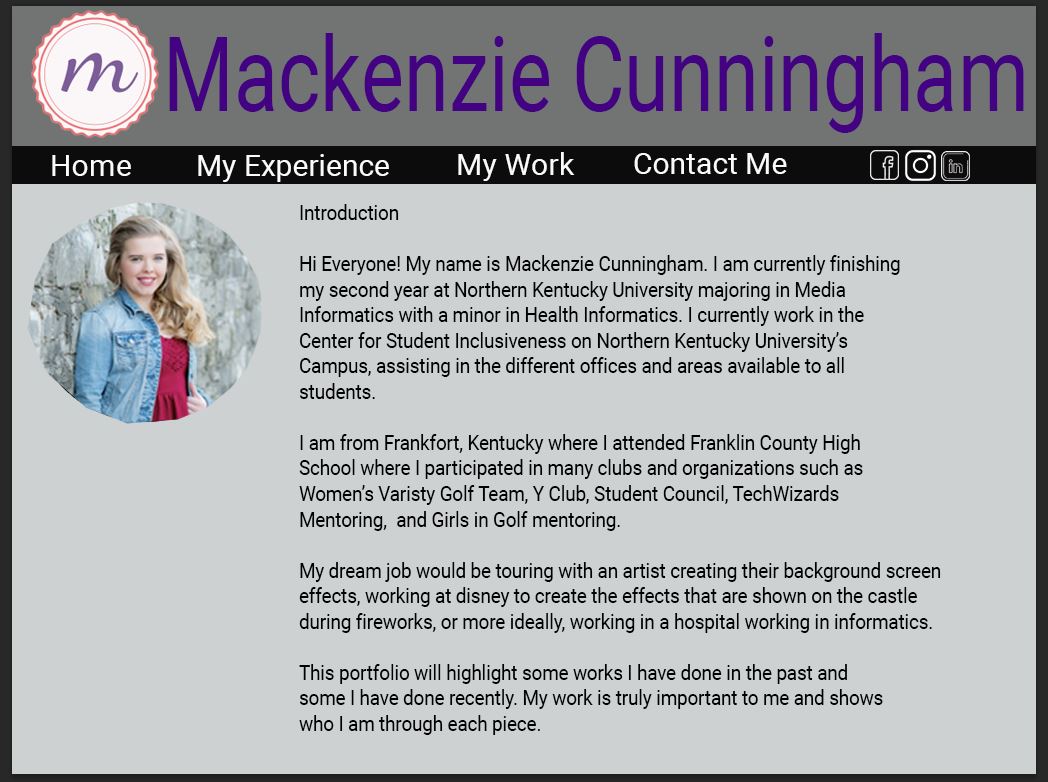 m
Mackenzie Cunningham
Home My Experience My Work Contact Me f in
Introduction
Hi Everyone! My name is Mackenzie Cunningham. I am currently finishing
my second year at Northern Kentucky University majoring in Media
Informatics with a minor in Health Informatics. I currently work in the
Center for Student Inclusiveness on Northern Kentucky University’s
Campus, assisting in the different offices and areas available to all
students.
I am from Frankfort, Kentucky where I attended Franklin County High
School where I participated in many clubs and organizations such as
Women’s Varisty Golf Team, Y Club, Student Council, TechWizards
Mentoring,  and Girls in Golf mentoring.
My dream job would be touring with an artist creating their background screen
effects, working at disney to create the effects that are shown on the castle
during fireworks, or more ideally, working in a hospital working in informatics.
This portfolio will highlight some works I have done in the past and
some I have done recently. My work is truly important to me and shows
who I am through each piece.